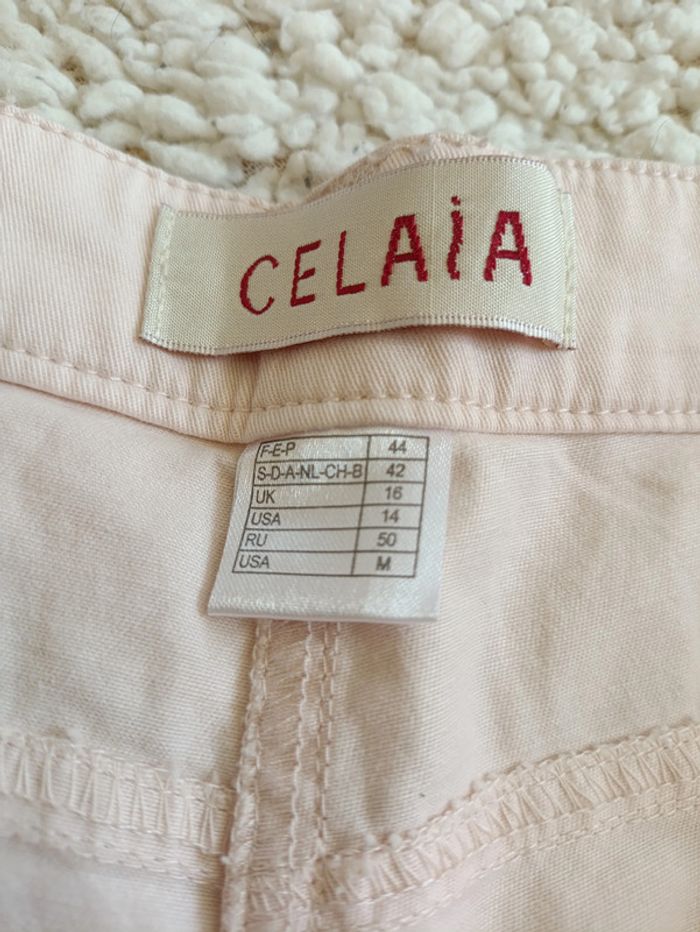 CELAiA
F-E-P 44
S-D-A-NL-CH-B 42
UK 16
USA 14
RU 50
USA M